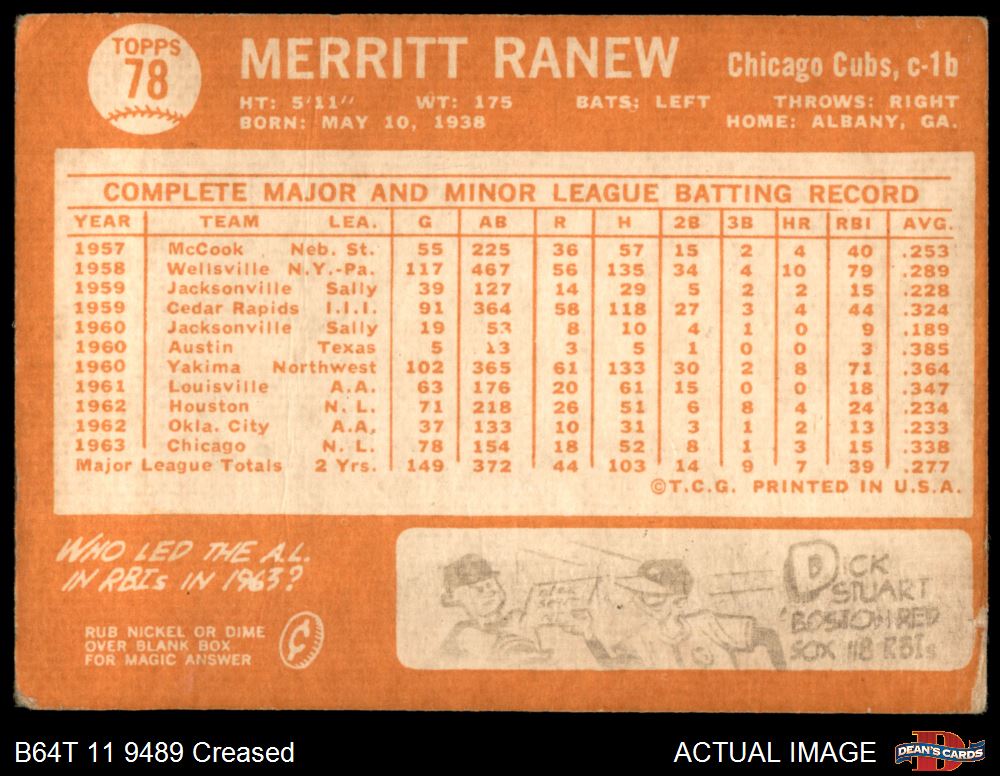 TOPPS
78
MERRITT RANEW
Chicago Cubs, c-1b
HT: 5'11" WT: 175 BATS: LEFT THROWS: RIGHT
BORN: MAY 10, 1938 HOME: ALBANY, GA.
COMPLETE MAJOR AND MINOR LEAGUE BATTING RECORD
YEAR TEAM LEA. G AB R H 2B 3B HR RBI AVG.
1957 McCook Neb. St. 55 225 36 57 15 2 4 40 .253
1958 Wellsville N.Y.-Pa. 117 467 56 135 34 4 10 79 .289
1959 Jacksonville Sally 39 127 14 29 5 2 2 15 .228
1959 Cedar Rapids I.I.I. 91 364 58 118 27 3 4 44 .324
1960 Jacksonville Sally 19 53 8 10 4 1 0 9 .189
1960 Austin Texas 5 13 3 5 1 0 0 3 .385
1960 Yakima Northwest 102 365 61 133 30 2 8 71 .364
1961 Louisville A.A. 63 176 20 61 15 0 0 18 .347
1962 Houston N. L. 71 218 26 51 6 8 4 24 .234
1962 Okla. City A.A. 37 133 10 31 3 1 2 13 .233
1963 Chicago N. L. 78 154 18 52 8 1 3 15 .338
Major League Totals 2 Yrs. 149 372 44 103 14 9 7 39 .277
©T.C.G. PRINTED IN U.S.A.
WHO LED THE A.L.
IN RBIs IN 1963?
RUB NICKEL OR DIME
OVER BLANK BOX
FOR MAGIC ANSWER
DICK
STUART
BOSTON RED
SOX 118 RBIs
B64T 11 9489 Creased
ACTUAL IMAGE
DEAN'S CARDS